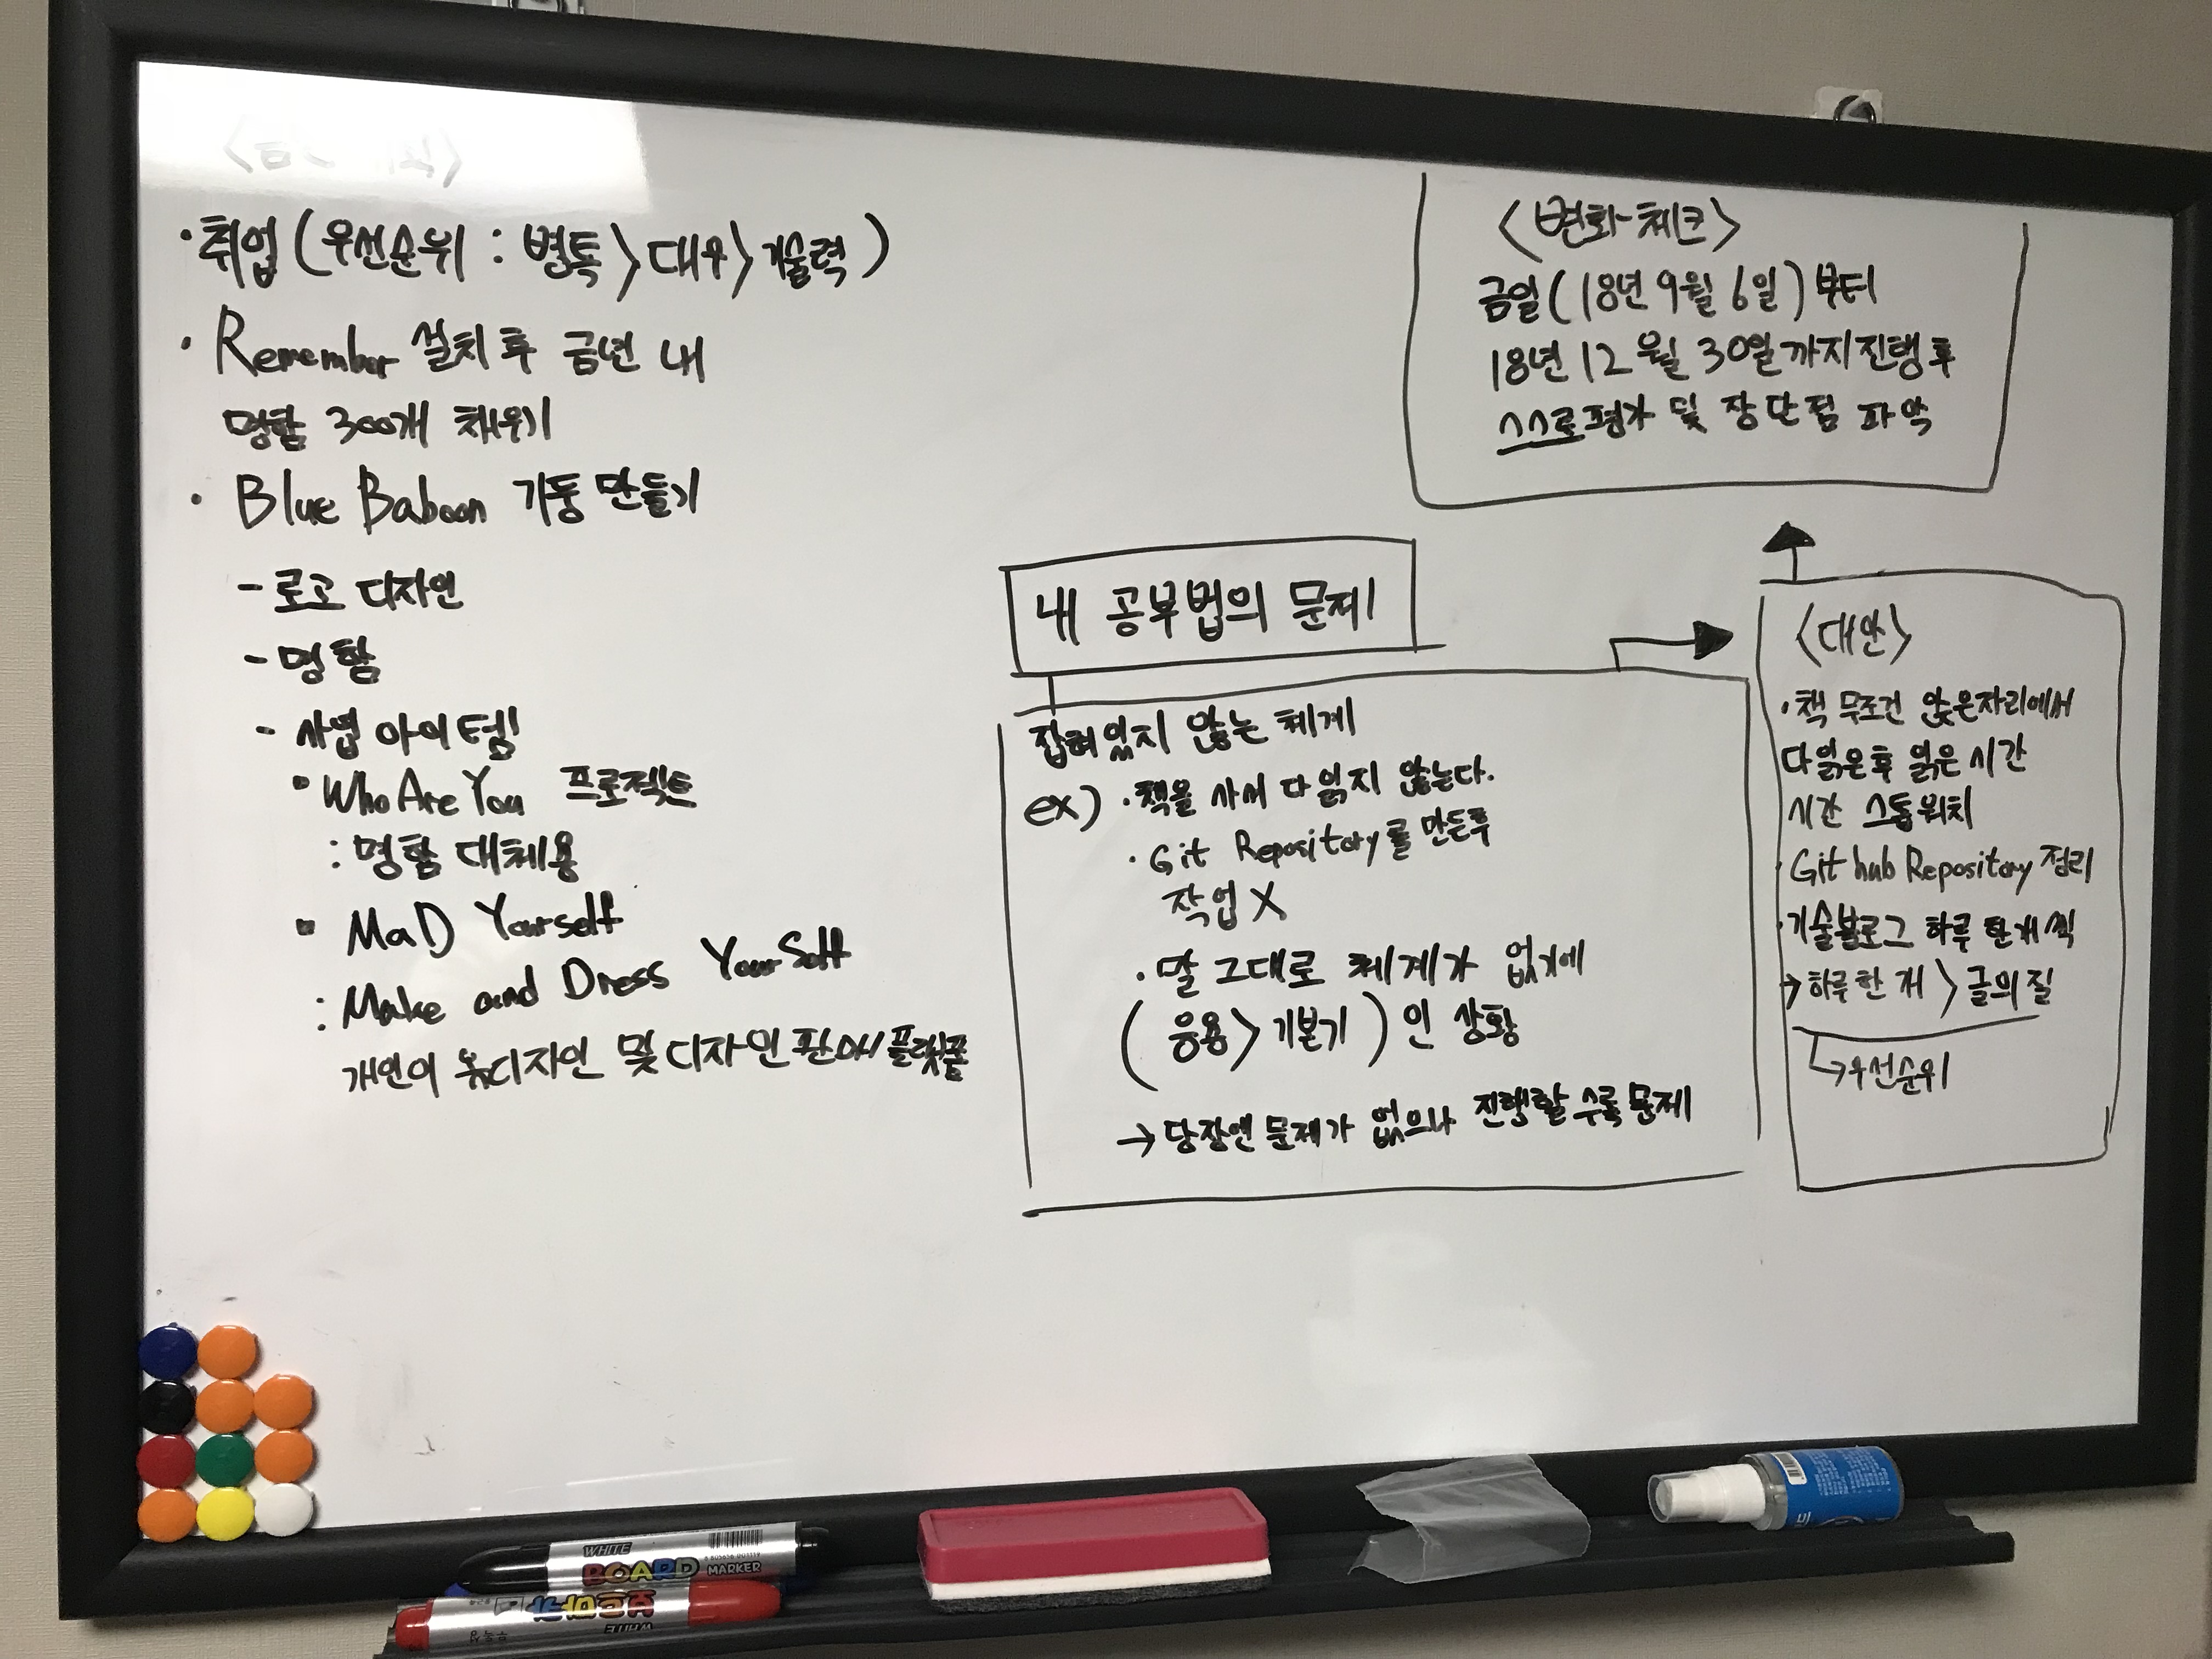 · 취업 (우선순위 : 병특 > 대우 > 기술력)
· Remember 설치 후 금년 내
명함 300개 채우기
· Blue Baboon 기둥 만들기
- 로고 디자인
- 명함
- 사업 아이템!
· Who Are You 프로젝트
: 명함 대체용
· MaD Yourself
: Make and Dress YourSelf
개인의 옷디자인 및 디자인 판매 플랫폼
내 공부법의 문제
잡혀있지 않는 체계
ex) · 책을 사서 다 읽지 않는다.
· Git Repository를 만든후
작업 X
· 말 그대로 체계가 없기에
( 응용 > 기본기 ) 인 상황
→ 당장엔 문제가 없으나 진행할 수록 문제
<대안>
· 책 무조건 앉은자리에서
다읽은후 읽은 시간
시간 스톱워치
· Git hub Repository 정리
· 기술블로그 하루 한개씩
→ 하루 한 개 > 글의 질
→ 우선순위
<변화-체크>
금일 (18년 9월 6일) 부터
18년 12월 30일 까지 진행 후
스스로 평가 및 장단점 파악
WHITE
BOARD
MARKER
WHITE